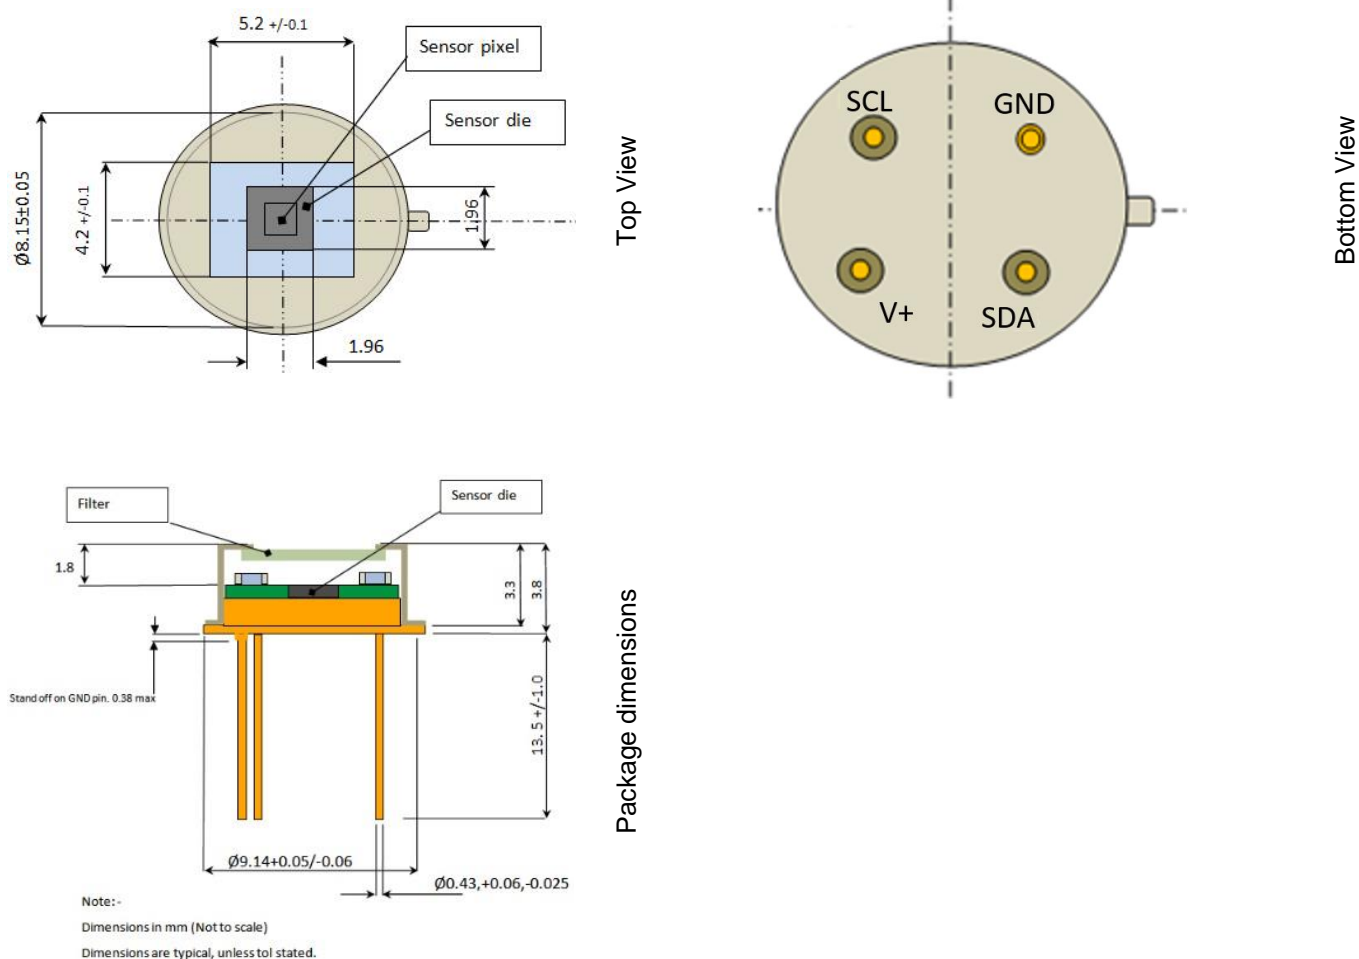 5.2 +/-0.1
Sensor pixel
Sensor die
Ø8.15±0.05
4.2 +/-0.1
1.96
1.96
Top View
SCL
GND
V+
SDA
Bottom View
Filter
Sensor die
1.8
3.3
3.8
Stand off on GND pin. 0.38 max
13.5 +/-1.0
Package dimensions
Ø9.14+0.05/-0.06
Ø0.43,+0.06,-0.025
Note:-
Dimensions in mm (Not to scale)
Dimensions are typical, unless tol stated.